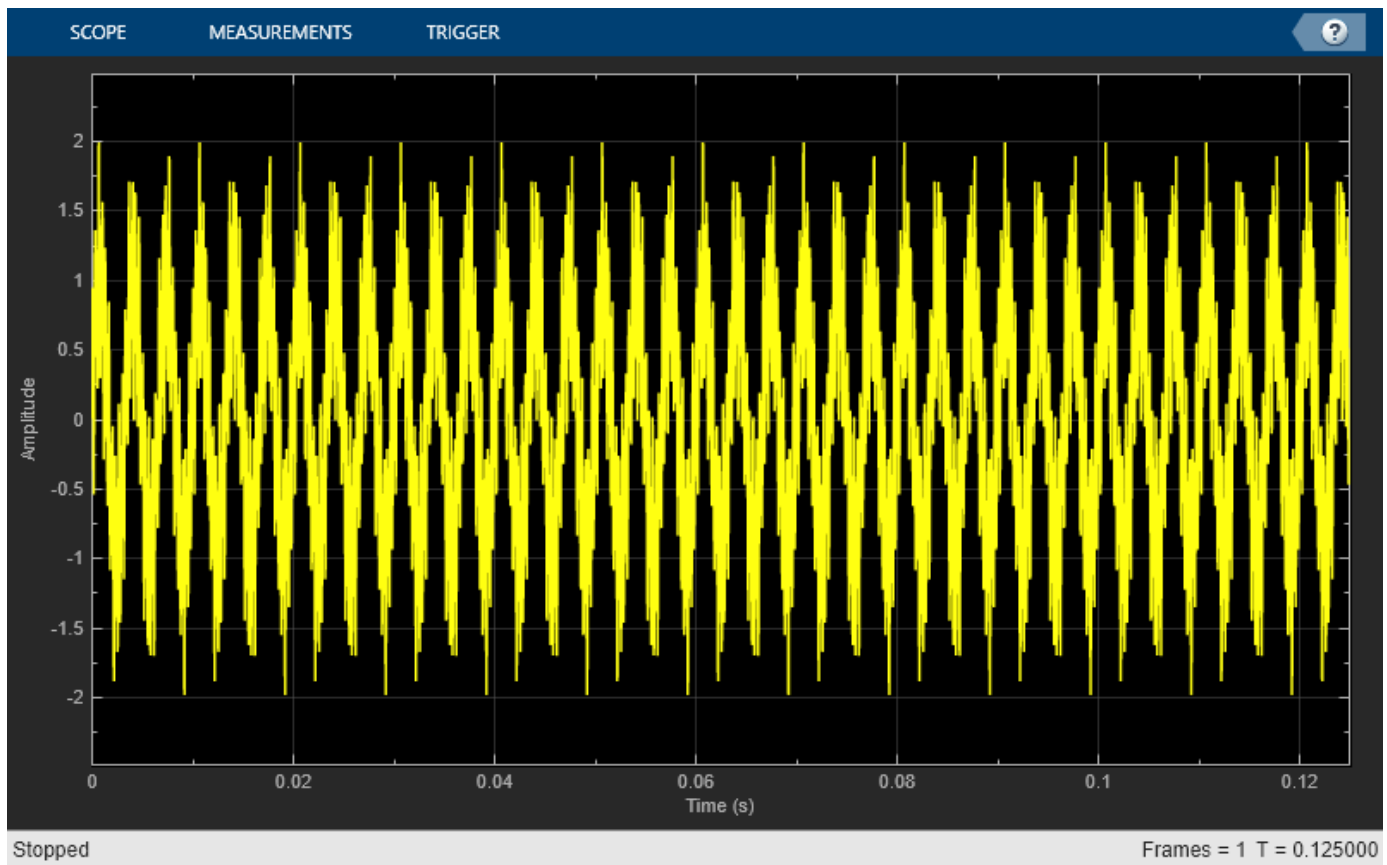 SCOPE MEASUREMENTS TRIGGER ?
2
1.5
1
0.5
0
-0.5
-1
-1.5
-2
Amplitude
0 0.02 0.04 0.06 0.08 0.1 0.12
Time (s)
Stopped Frames = 1 T = 0.125000